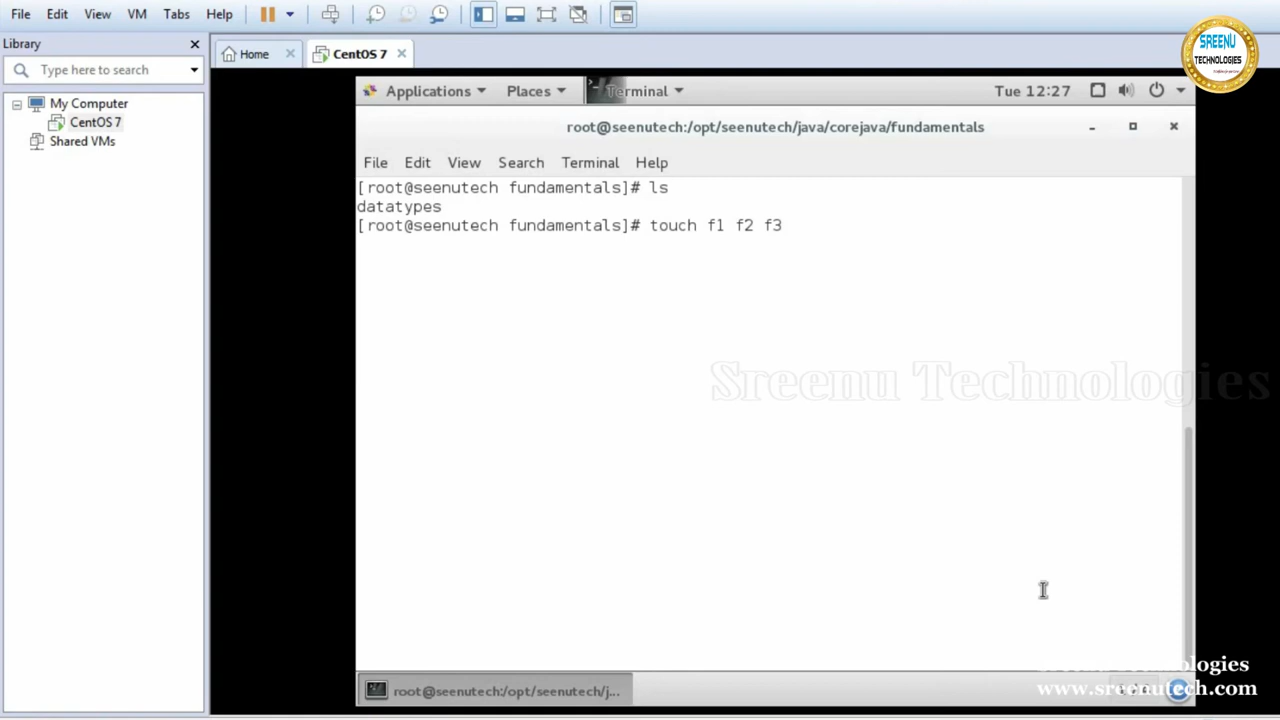 File Edit View VM Tabs Help
Library
Type here to search
My Computer
CentOS 7
Shared VMs
Home
CentOS 7
SREENU
TECHNOLOGIES
Applications Places Terminal Tue 12:27
root@seenutech:/opt/seenutech/java/corejava/fundamentals
File Edit View Search Terminal Help
[root@seenutech fundamentals]# ls
datatypes
[root@seenutech fundamentals]# touch f1 f2 f3
Sreenu Technologies
root@seenutech:/opt/seenutech/j...
Technologies
www.sreenutech.com